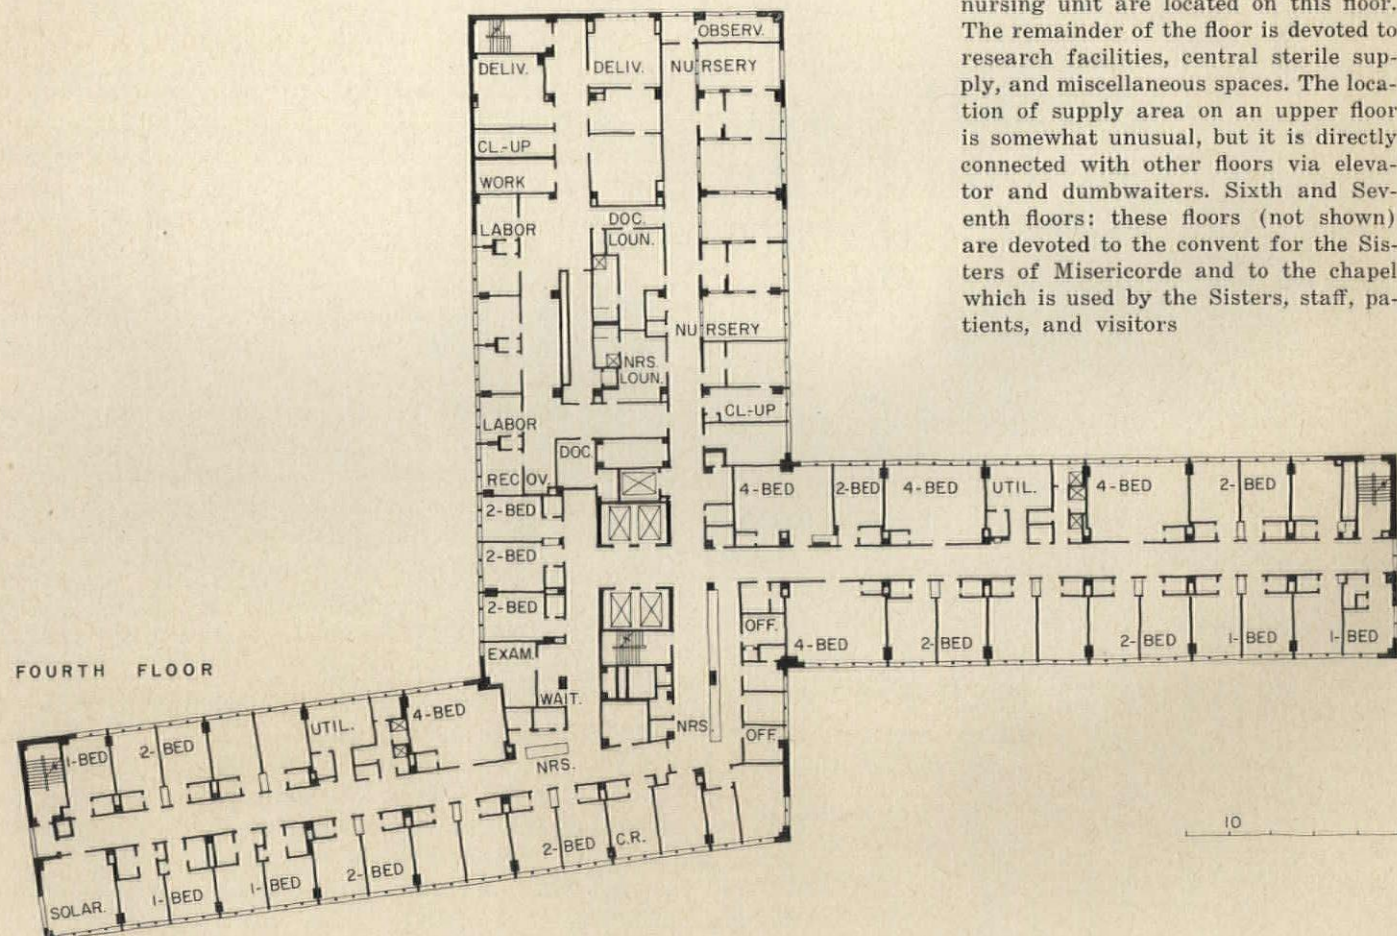 nursing unit are located on this floor.
The remainder of the floor is devoted to
research facilities, central sterile sup-
ply, and miscellaneous spaces. The loca-
tion of supply area on an upper floor
is somewhat unusual, but it is directly
connected with other floors via eleva-
tor and dumbwaiters. Sixth and Sev-
enth floors: these floors (not shown)
are devoted to the convent for the Sis-
ters of Misericorde and to the chapel
which is used by the Sisters, staff, pa-
tients, and visitors
OBSERV.
DELIV. DELIV. NURSERY
CL.-UP
WORK
DOC.
LOUN.
LABOR
NURSERY
NRS.
LOUN.
CL-UP
LABOR
DOC.
RECOV.
4-BED 2-BED 4-BED UTIL. 4-BED 2-BED
2-BED
2-BED
2-BED
OFF.
4-BED 2-BED 2-BED 1-BED 1-BED
EXAM.
FOURTH FLOOR
WAIT.
4-BED
UTIL.
NRS.
OFF.
1-BED 2-BED
NRS.
SOLAR. 1-BED 1-BED 2-BED 2-BED C.R.
10